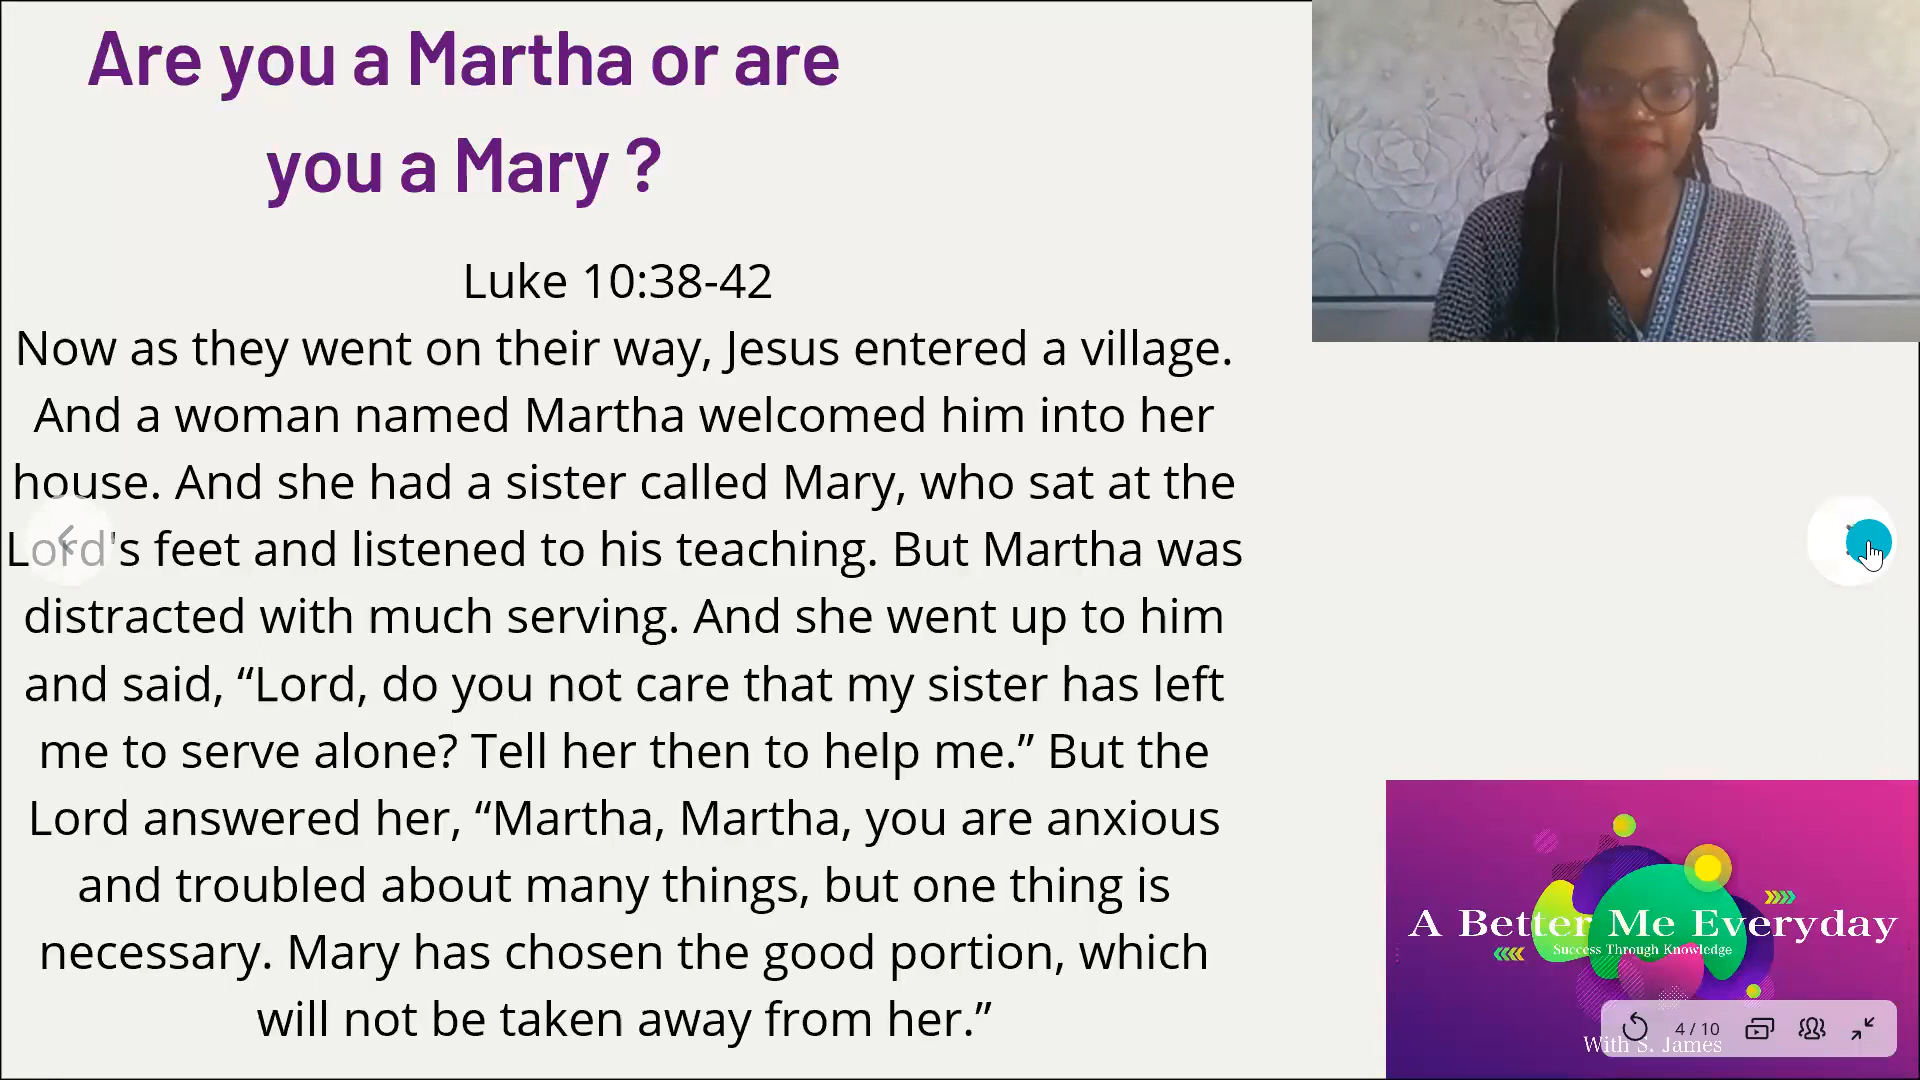 Are you a Martha or are
you a Mary ?
Luke 10:38-42
Now as they went on their way, Jesus entered a village.
And a woman named Martha welcomed him into her
house. And she had a sister called Mary, who sat at the
Lord's feet and listened to his teaching. But Martha was
distracted with much serving. And she went up to him
and said, “Lord, do you not care that my sister has left
me to serve alone? Tell her then to help me.” But the
Lord answered her, “Martha, Martha, you are anxious
and troubled about many things, but one thing is
necessary. Mary has chosen the good portion, which
will not be taken away from her.”
A Better Me Everyday
Success Through Knowledge
With S. James
4 / 10